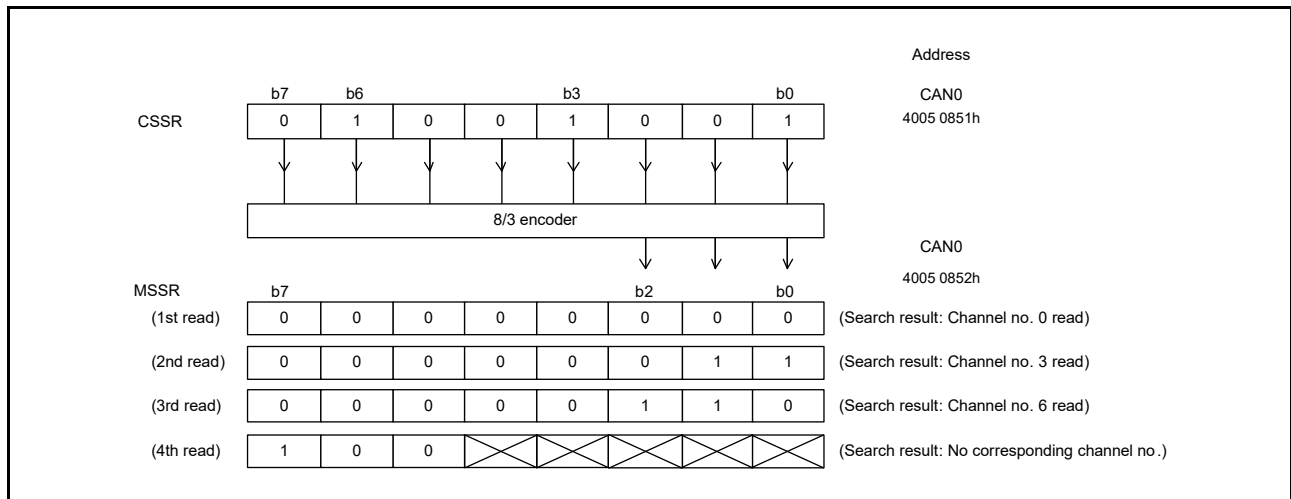 Address
b7 b6 b3 b0 CAN0
CSSR 0 1 0 0 1 0 0 1 4005 0851h
8/3 encoder
CAN0
4005 0852h
MSSR b7 b2 b0
(1st read) 0 0 0 0 0 0 0 0 (Search result: Channel no. 0 read)
(2nd read) 0 0 0 0 0 0 1 1 (Search result: Channel no. 3 read)
(3rd read) 0 0 0 0 0 1 1 0 (Search result: Channel no. 6 read)
(4th read) 1 0 0 (Search result: No corresponding channel no.)